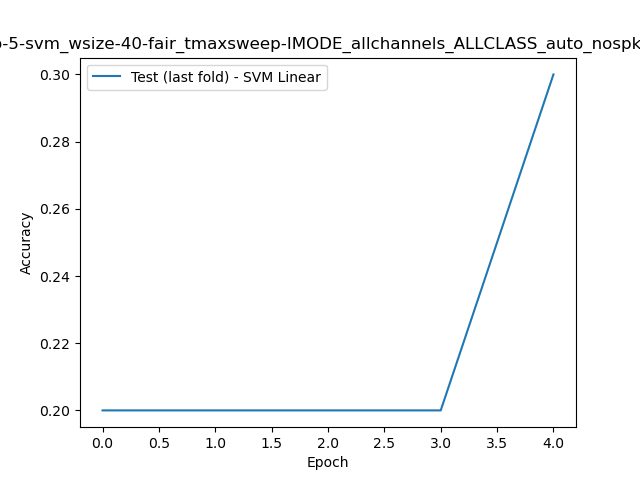 -5-svm_wsize-40-fair_tmaxsweep-IMODE_allchannels_ALLCLASS_auto_nospk
Test (last fold) - SVM Linear
0.30
0.28
0.26
0.24
0.22
0.20
Accuracy
0.0 0.5 1.0 1.5 2.0 2.5 3.0 3.5 4.0
Epoch